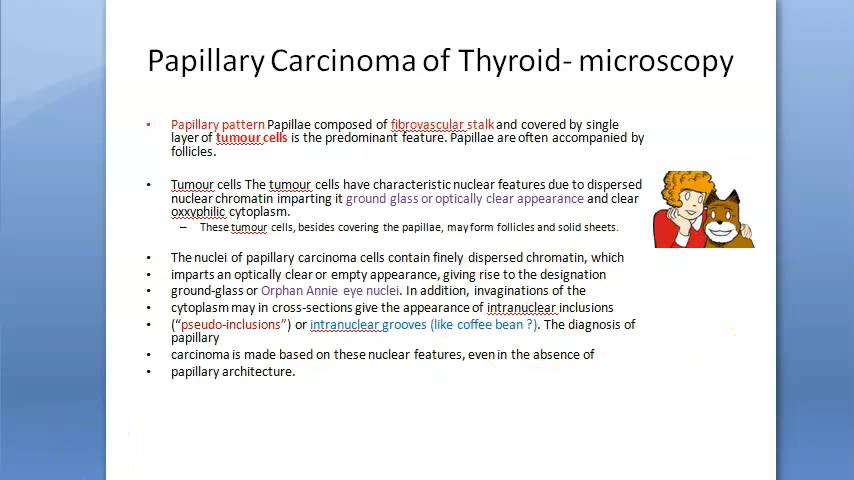 Papillary Carcinoma of Thyroid- microscopy
• Papillary pattern Papillae composed of fibrovascular stalk and covered by single
layer of tumour cells is the predominant feature. Papillae are often accompanied by
follicles.
• Tumour cells The tumour cells have characteristic nuclear features due to dispersed
nuclear chromatin imparting it ground glass or optically clear appearance and clear
oxxyphilic cytoplasm.
– These tumour cells, besides covering the papillae, may form follicles and solid sheets.
• The nuclei of papillary carcinoma cells contain finely dispersed chromatin, which
• imparts an optically clear or empty appearance, giving rise to the designation
• ground-glass or Orphan Annie eye nuclei. In addition, invaginations of the
• cytoplasm may in cross-sections give the appearance of intranuclear inclusions
• (“pseudo-inclusions”) or intranuclear grooves (like coffee bean ?). The diagnosis of
papillary
• carcinoma is made based on these nuclear features, even in the absence of
• papillary architecture.